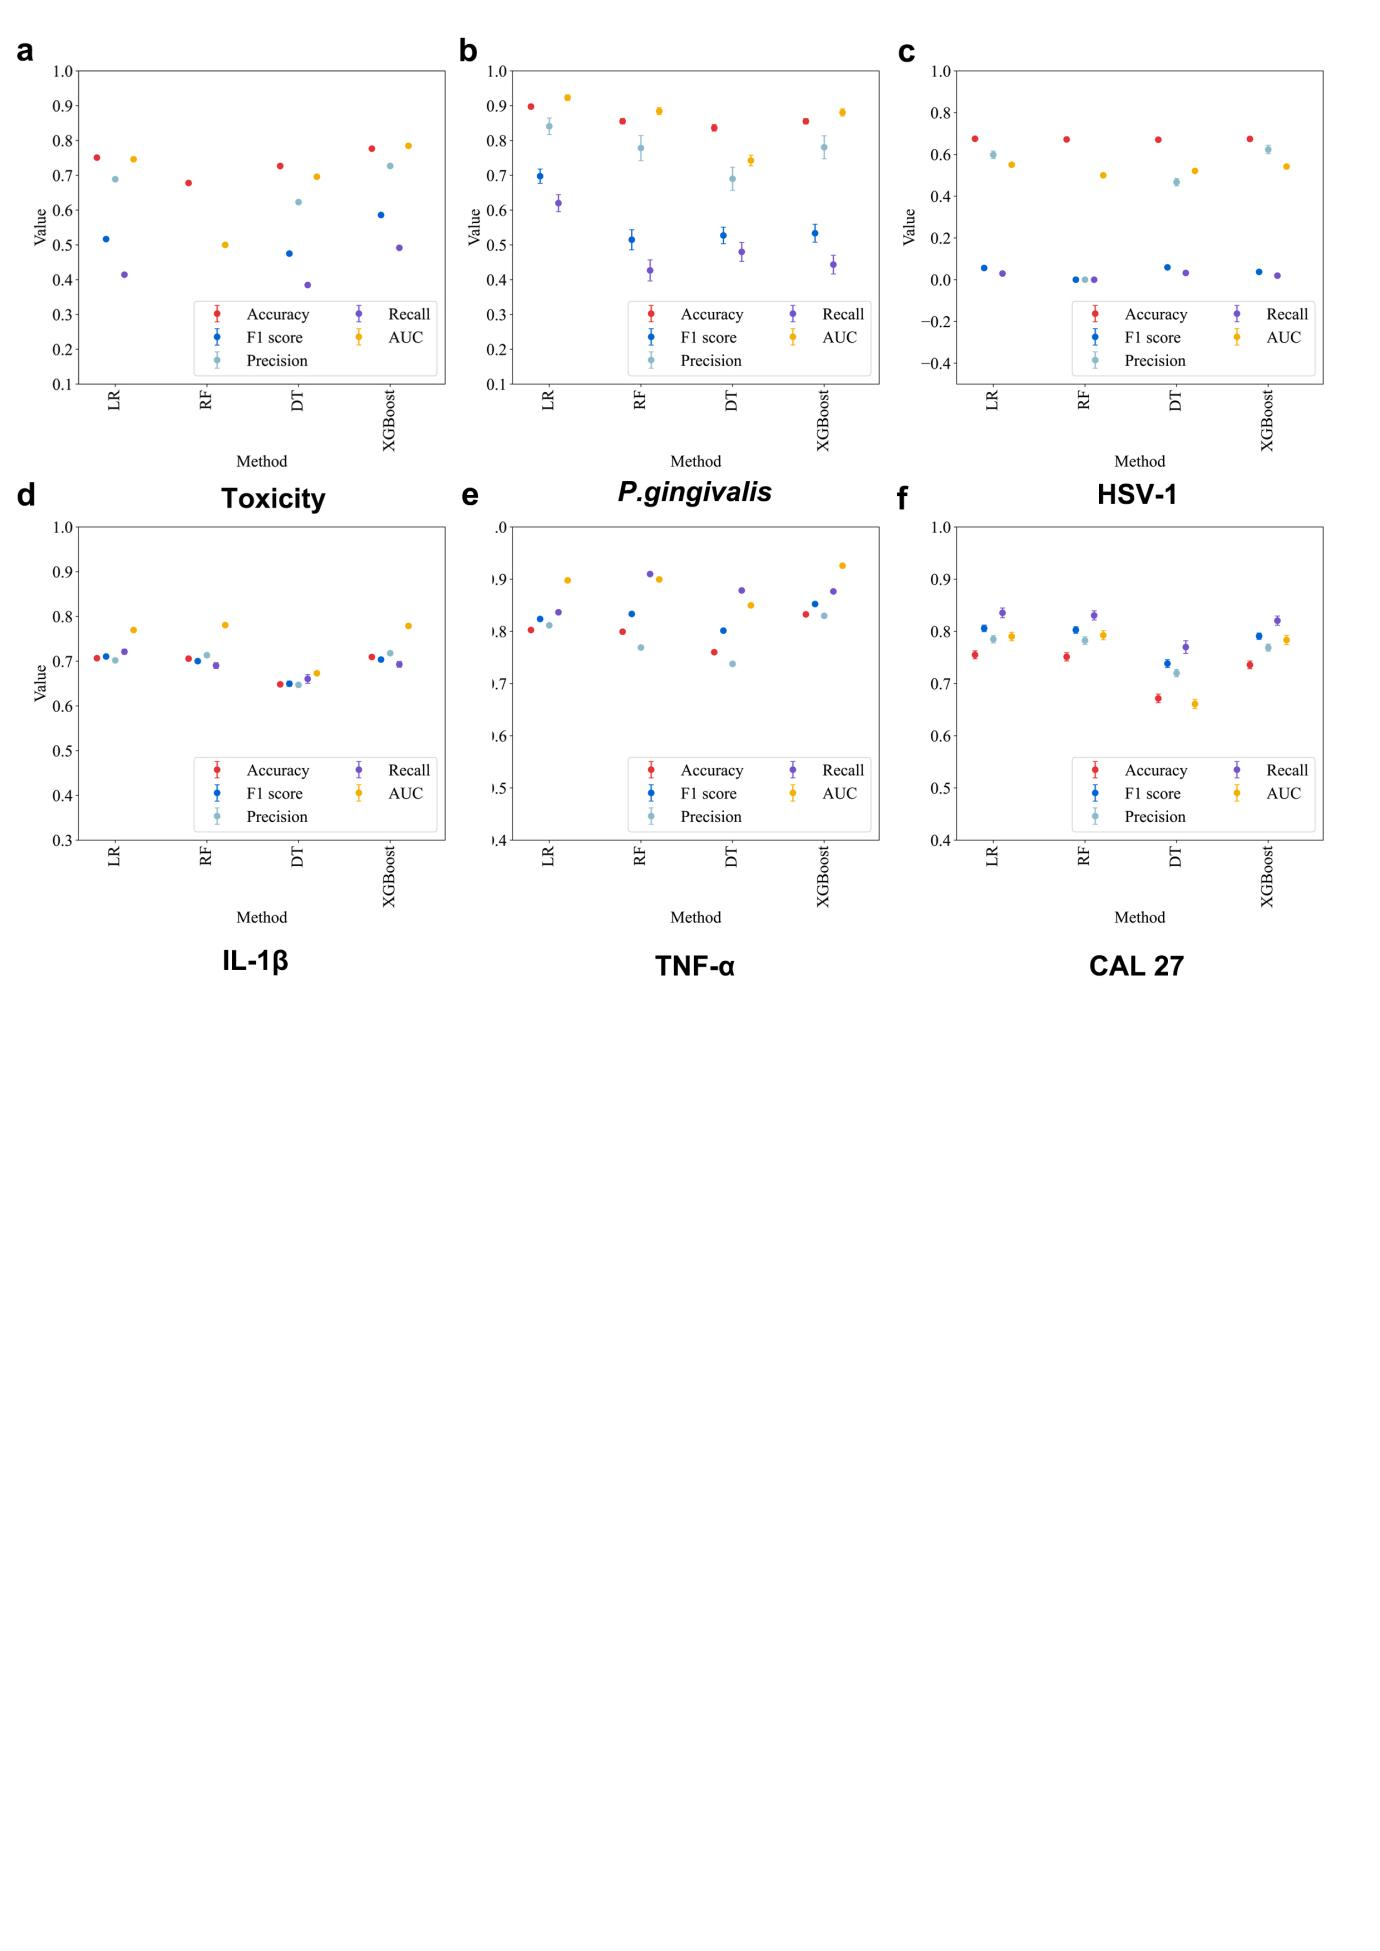 a
1.0
0.9
0.8
0.7
0.6
0.5
0.4
0.3
0.2
0.1
Value
Accuracy Recall
F1 score AUC
Precision
LR RF DT XGBoost
Method
Toxicity
b
1.0
0.9
0.8
0.7
0.6
0.5
0.4
0.3
0.2
0.1
Value
Accuracy Recall
F1 score AUC
Precision
LR RF DT XGBoost
Method
P.gingivalis
c
1.0
0.8
0.6
0.4
0.2
0.0
−0.2
−0.4
Value
Accuracy Recall
F1 score AUC
Precision
LR RF DT XGBoost
Method
HSV-1
d
1.0
0.9
0.8
0.7
0.6
0.5
0.4
0.3
Value
Accuracy Recall
F1 score AUC
Precision
LR RF DT XGBoost
Method
IL-1β
e
.0
.9
.8
.7
.6
.5
.4
Accuracy Recall
F1 score AUC
Precision
LR RF DT XGBoost
Method
TNF-α
f
1.0
0.9
0.8
0.7
0.6
0.5
0.4
Accuracy Recall
F1 score AUC
Precision
LR RF DT XGBoost
Method
CAL 27